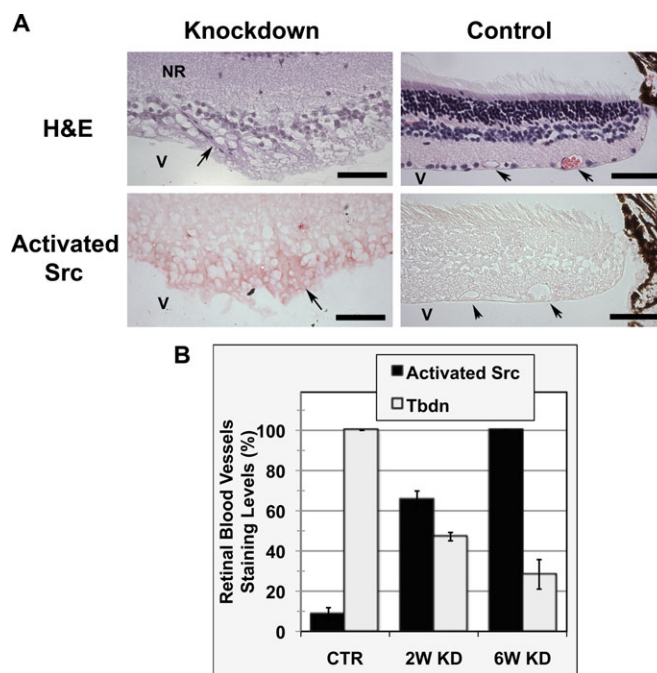 A
Knockdown
Control
H&E
NR
V
V
Activated
Src
V
V
B
Activated Src
Tbdn
Retinal Blood Vessels
Staining Levels (%)
100
80
60
40
20
0
CTR
2W KD
6W KD